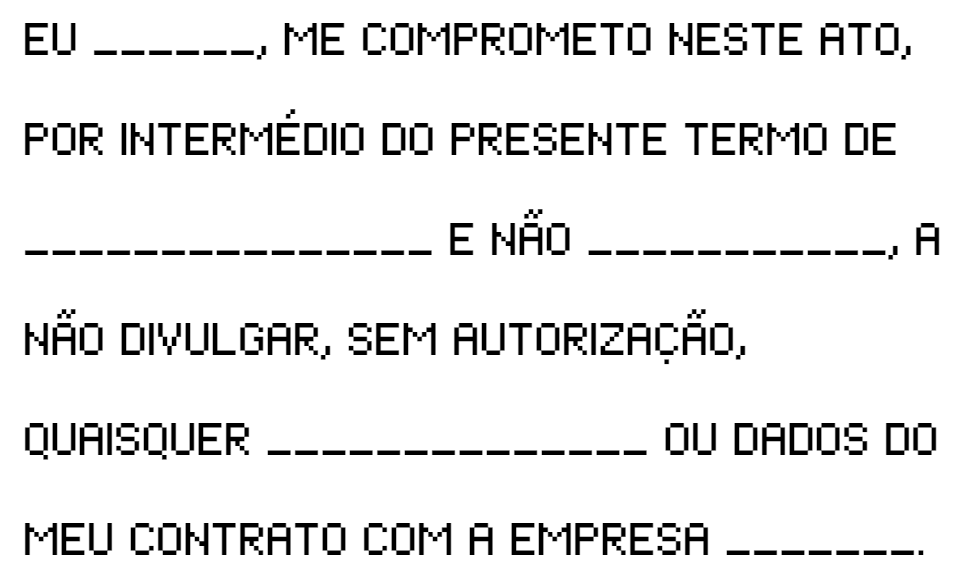 EU ______, ME COMPROMETO NESTE ATO,
POR INTERMÉDIO DO PRESENTE TERMO DE
_______________ E NÃO ___________, A
NÃO DIVULGAR, SEM AUTORIZAÇÃO,
QUAISQUER ______________ OU DADOS DO
MEU CONTRATO COM A EMPRESA _______.